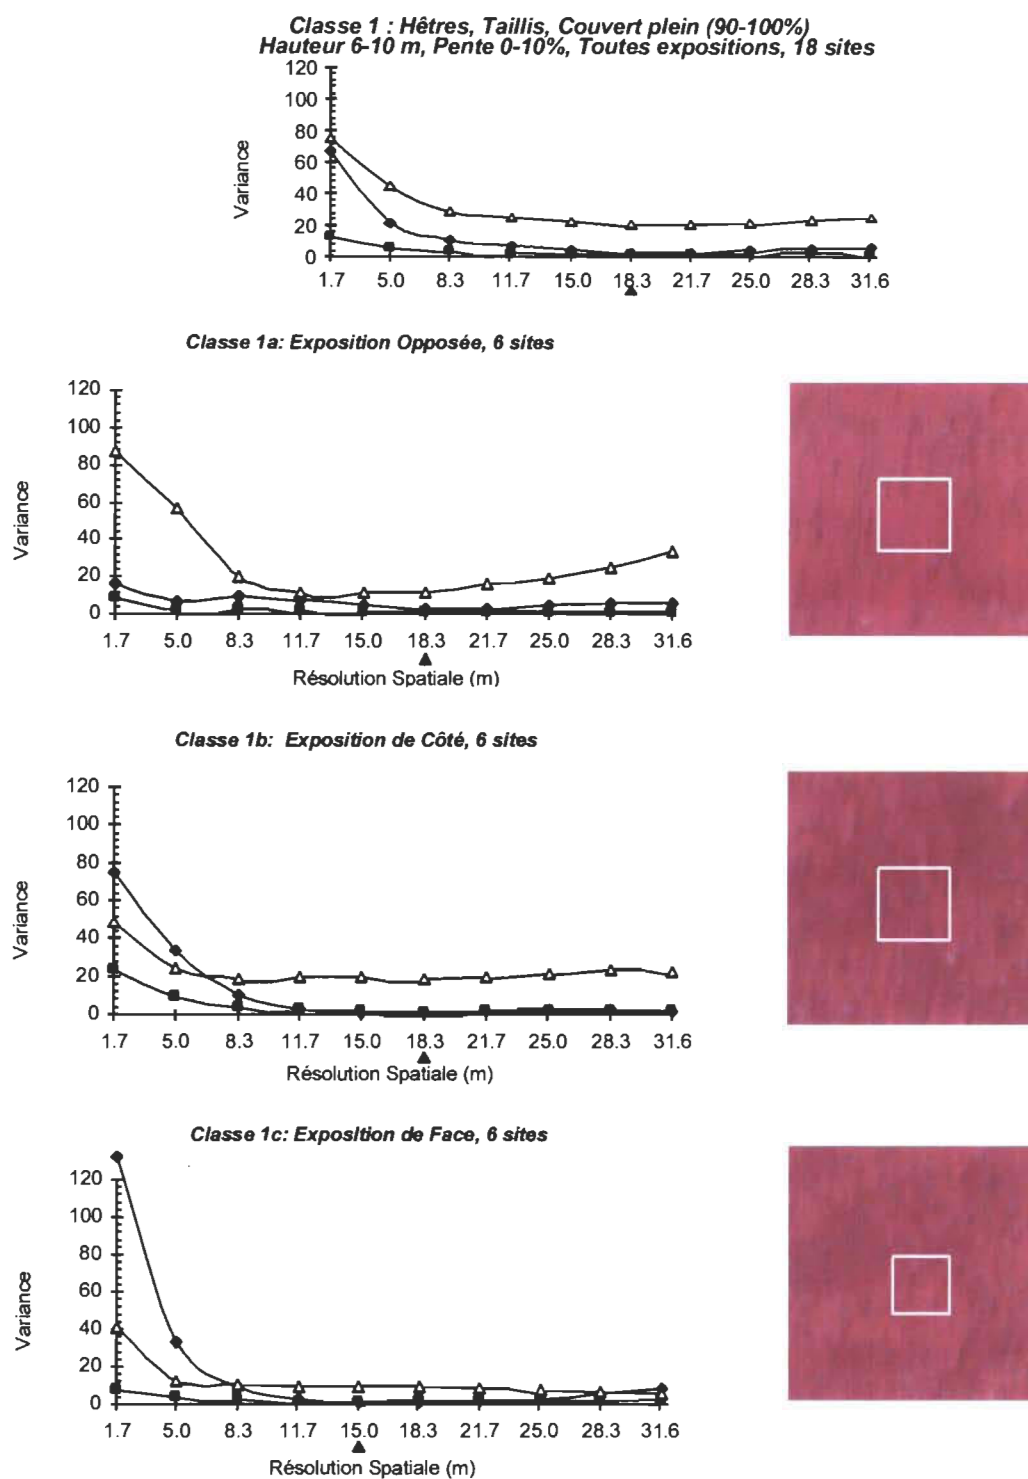 Classe 1 : Hêtres, Taillis, Couvert plein (90-100%)
Hauteur 6-10 m, Pente 0-10%, Toutes expositions, 18 sites
120
100
80
60
40
20
0
Variance
1.7 5.0 8.3 11.7 15.0 18.3 21.7 25.0 28.3 31.6
Classe 1a: Exposition Opposée, 6 sites
120
100
80
60
40
20
0
Variance
1.7 5.0 8.3 11.7 15.0 18.3 21.7 25.0 28.3 31.6
Résolution Spatiale (m)
Classe 1b: Exposition de Côté, 6 sites
120
100
80
60
40
20
0
Variance
1.7 5.0 8.3 11.7 15.0 18.3 21.7 25.0 28.3 31.6
Résolution Spatiale (m)
Classe 1c: Exposition de Face, 6 sites
120
100
80
60
40
20
0
Variance
1.7 5.0 8.3 11.7 15.0 18.3 21.7 25.0 28.3 31.6
Résolution Spatiale (m)